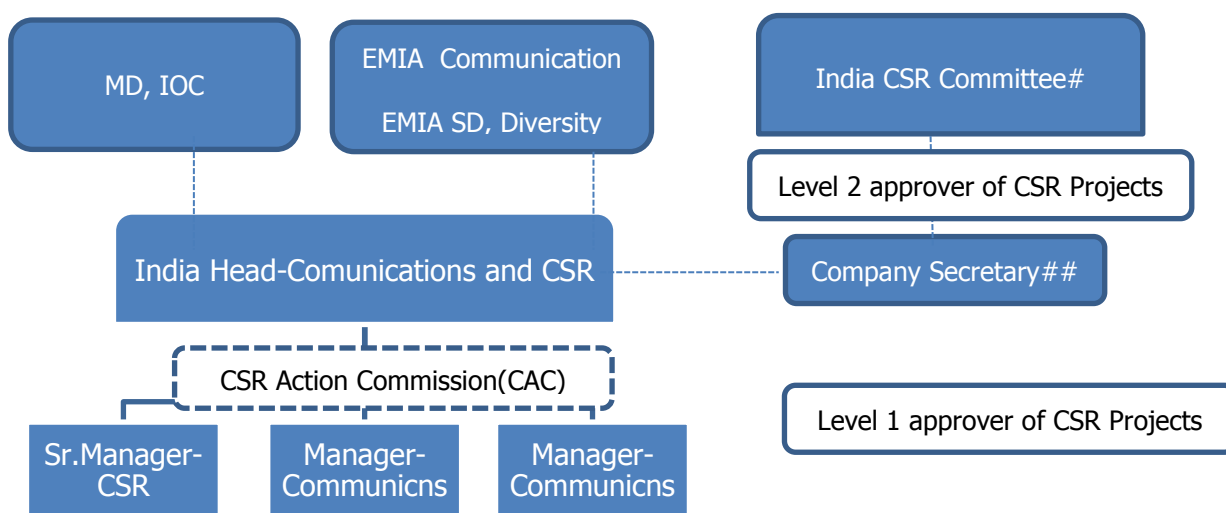 MD, IOC
EMIA Communication
EMIA SD, Diversity
India CSR Committee#
Level 2 approver of CSR Projects
India Head-Comunications and CSR
Company Secretary##
CSR Action Commission(CAC)
Level 1 approver of CSR Projects
Sr.Manager-
CSR
Manager-
Communicns
Manager-
Communicns